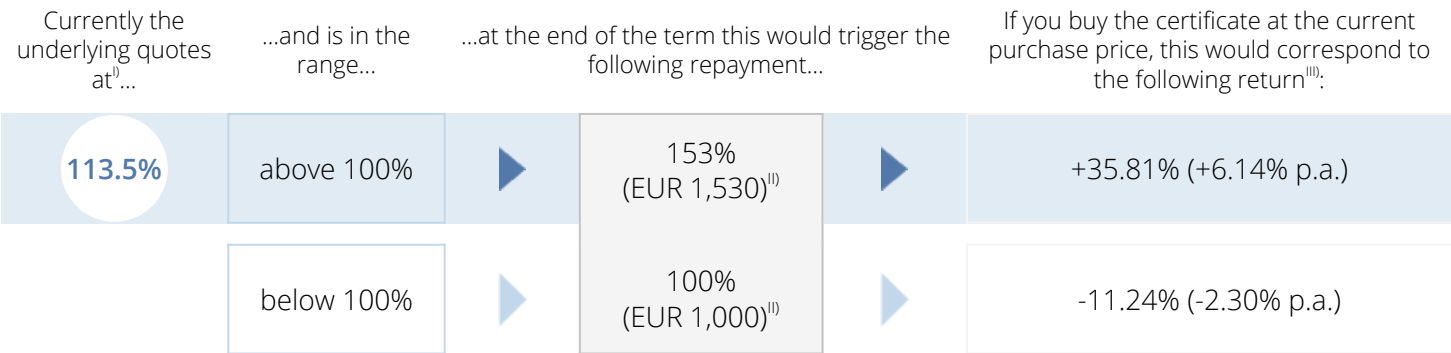 Currently the
underlying quotes
at^I)...
...and is in the
range...
...at the end of the term this would trigger the
following repayment...
If you buy the certificate at the current
purchase price, this would correspond to
the following return^III):
113.5%
above 100%
153%
(EUR 1,530)^II)
+35.81% (+6.14% p.a.)
below 100%
100%
(EUR 1,000)^II)
-11.24% (-2.30% p.a.)